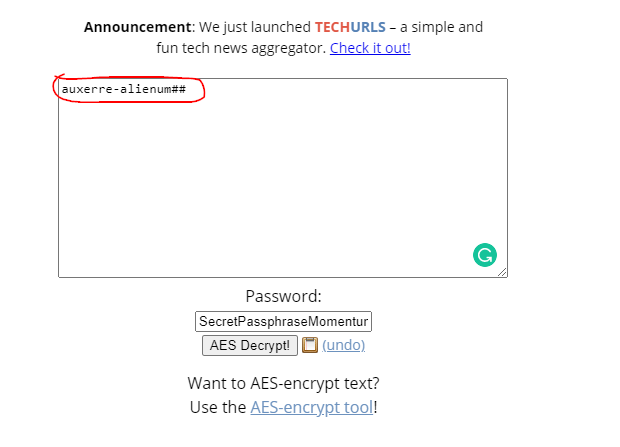 Announcement: We just launched TECHURLS – a simple and
fun tech news aggregator. Check it out!
auxerre-alienum##
Password:
SecretPassphraseMomentur
AES Decrypt! (undo)
Want to AES-encrypt text?
Use the AES-encrypt tool!